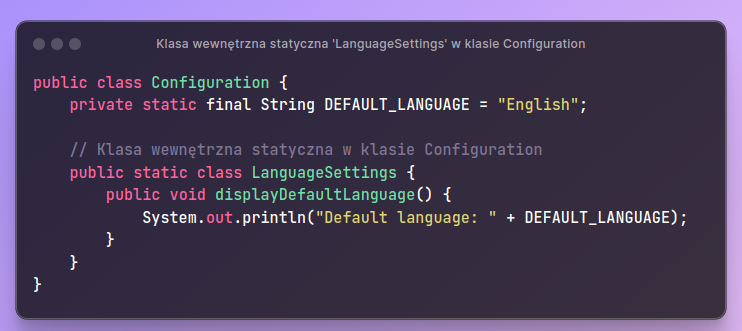 Klasa wewnętrzna statyczna 'LanguageSettings' w klasie Configuration
public class Configuration {
    private static final String DEFAULT_LANGUAGE = "English";

    // Klasa wewnętrzna statyczna w klasie Configuration
    public static class LanguageSettings {
        public void displayDefaultLanguage() {
            System.out.println("Default language: " + DEFAULT_LANGUAGE);
        }
    }
}